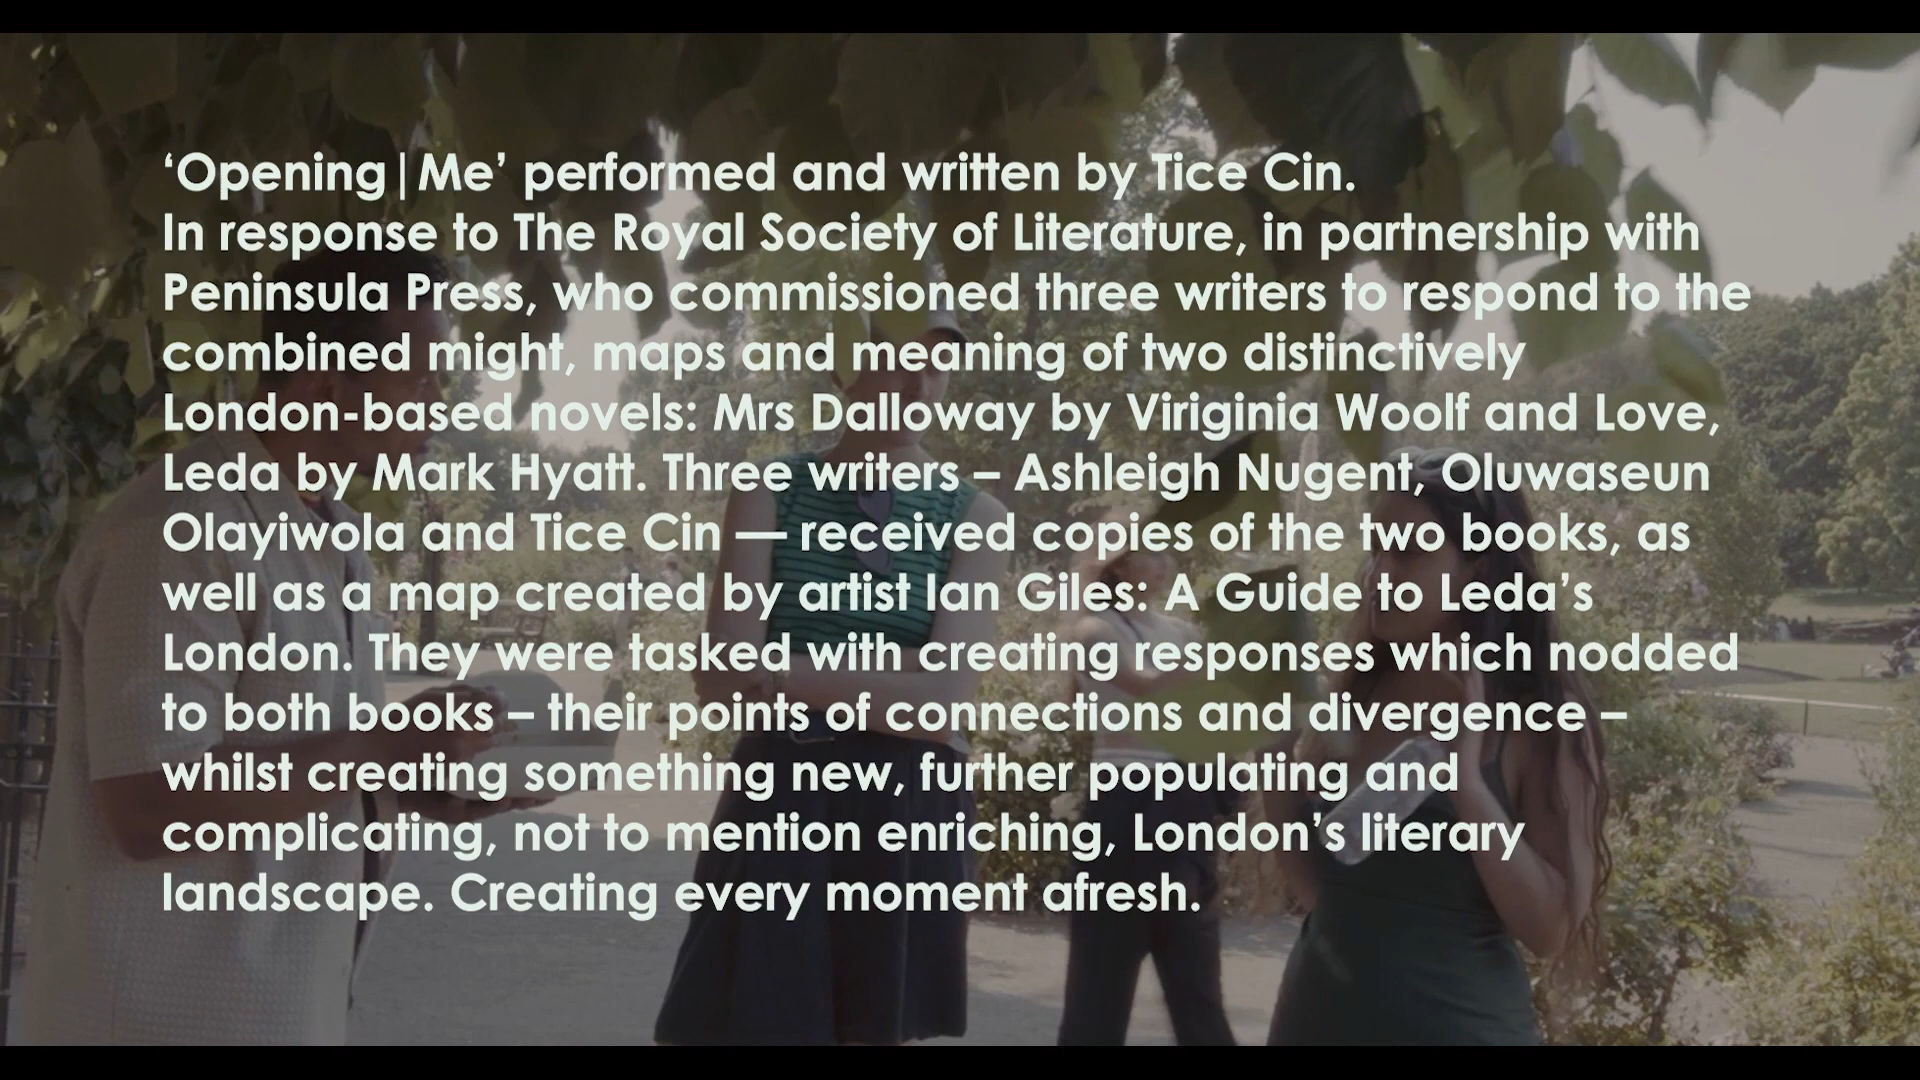 ‘Opening|Me’ performed and written by Tice Cin.
In response to The Royal Society of Literature, in partnership with
Peninsula Press, who commissioned three writers to respond to the
combined might, maps and meaning of two distinctively
London-based novels: Mrs Dalloway by Viriginia Woolf and Love,
Leda by Mark Hyatt. Three writers – Ashleigh Nugent, Oluwaseun
Olayiwola and Tice Cin — received copies of the two books, as
well as a map created by artist Ian Giles: A Guide to Leda’s
London. They were tasked with creating responses which nodded
to both books – their points of connections and divergence –
whilst creating something new, further populating and
complicating, not to mention enriching, London’s literary
landscape. Creating every moment afresh.